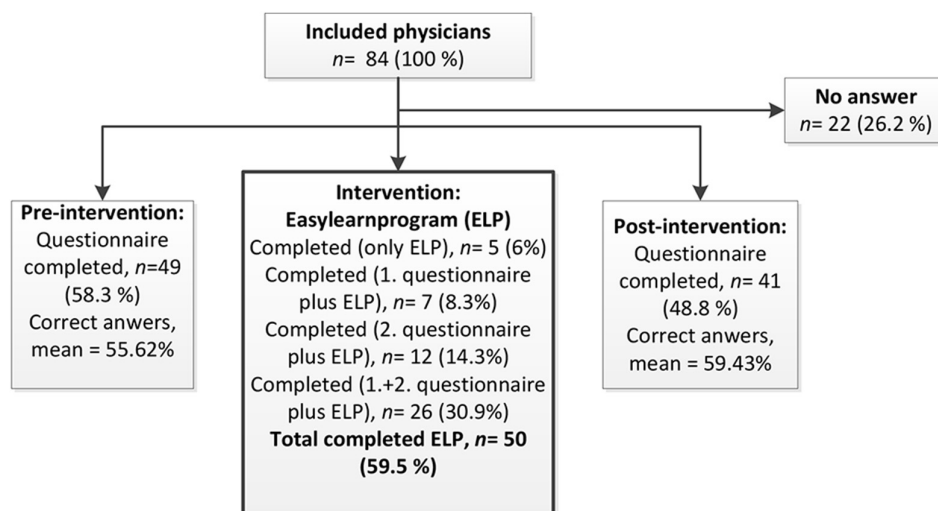 Included physicians
n= 84 (100 %)
No answer
n= 22 (26.2 %)
Pre-intervention:
Questionnaire
completed, n=49
(58.3 %)
Correct anwers,
mean = 55.62%
Intervention:
Easylearnprogram (ELP)
Completed (only ELP), n= 5 (6%)
Completed (1. questionnaire
plus ELP), n= 7 (8.3%)
Completed (2. questionnaire
plus ELP), n= 12 (14.3%)
Completed (1.+2. questionnaire
plus ELP), n= 26 (30.9%)
Total completed ELP, n= 50
(59.5 %)
Post-intervention:
Questionnaire
completed, n= 41
(48.8 %)
Correct anwers,
mean = 59.43%